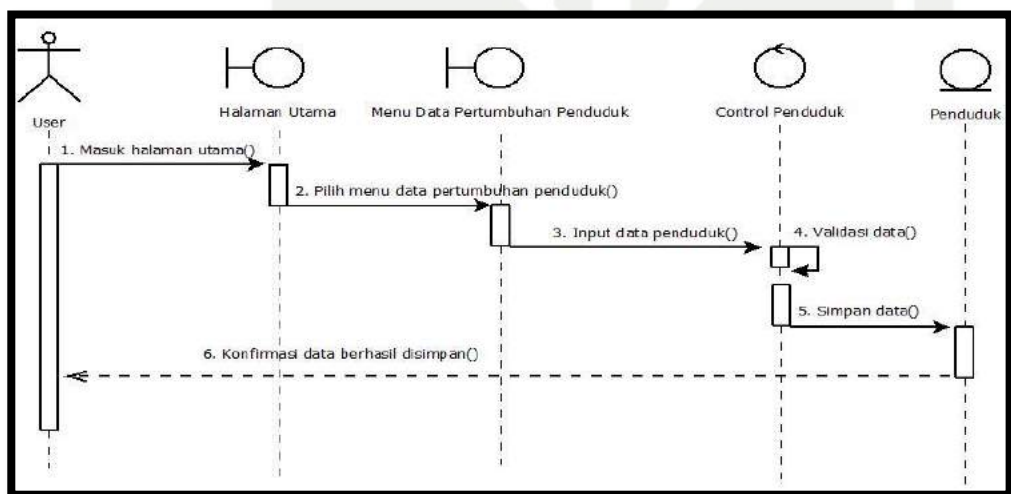 User
Halaman Utama
Menu Data Pertumbuhan Penduduk
Control Penduduk
Penduduk
1. Masuk halaman utama()
2. Pilih menu data pertumbuhan penduduk()
3. Input data penduduk()
4. Validasi data()
5. Simpan data()
6. Konfirmasi data berhasil disimpan()